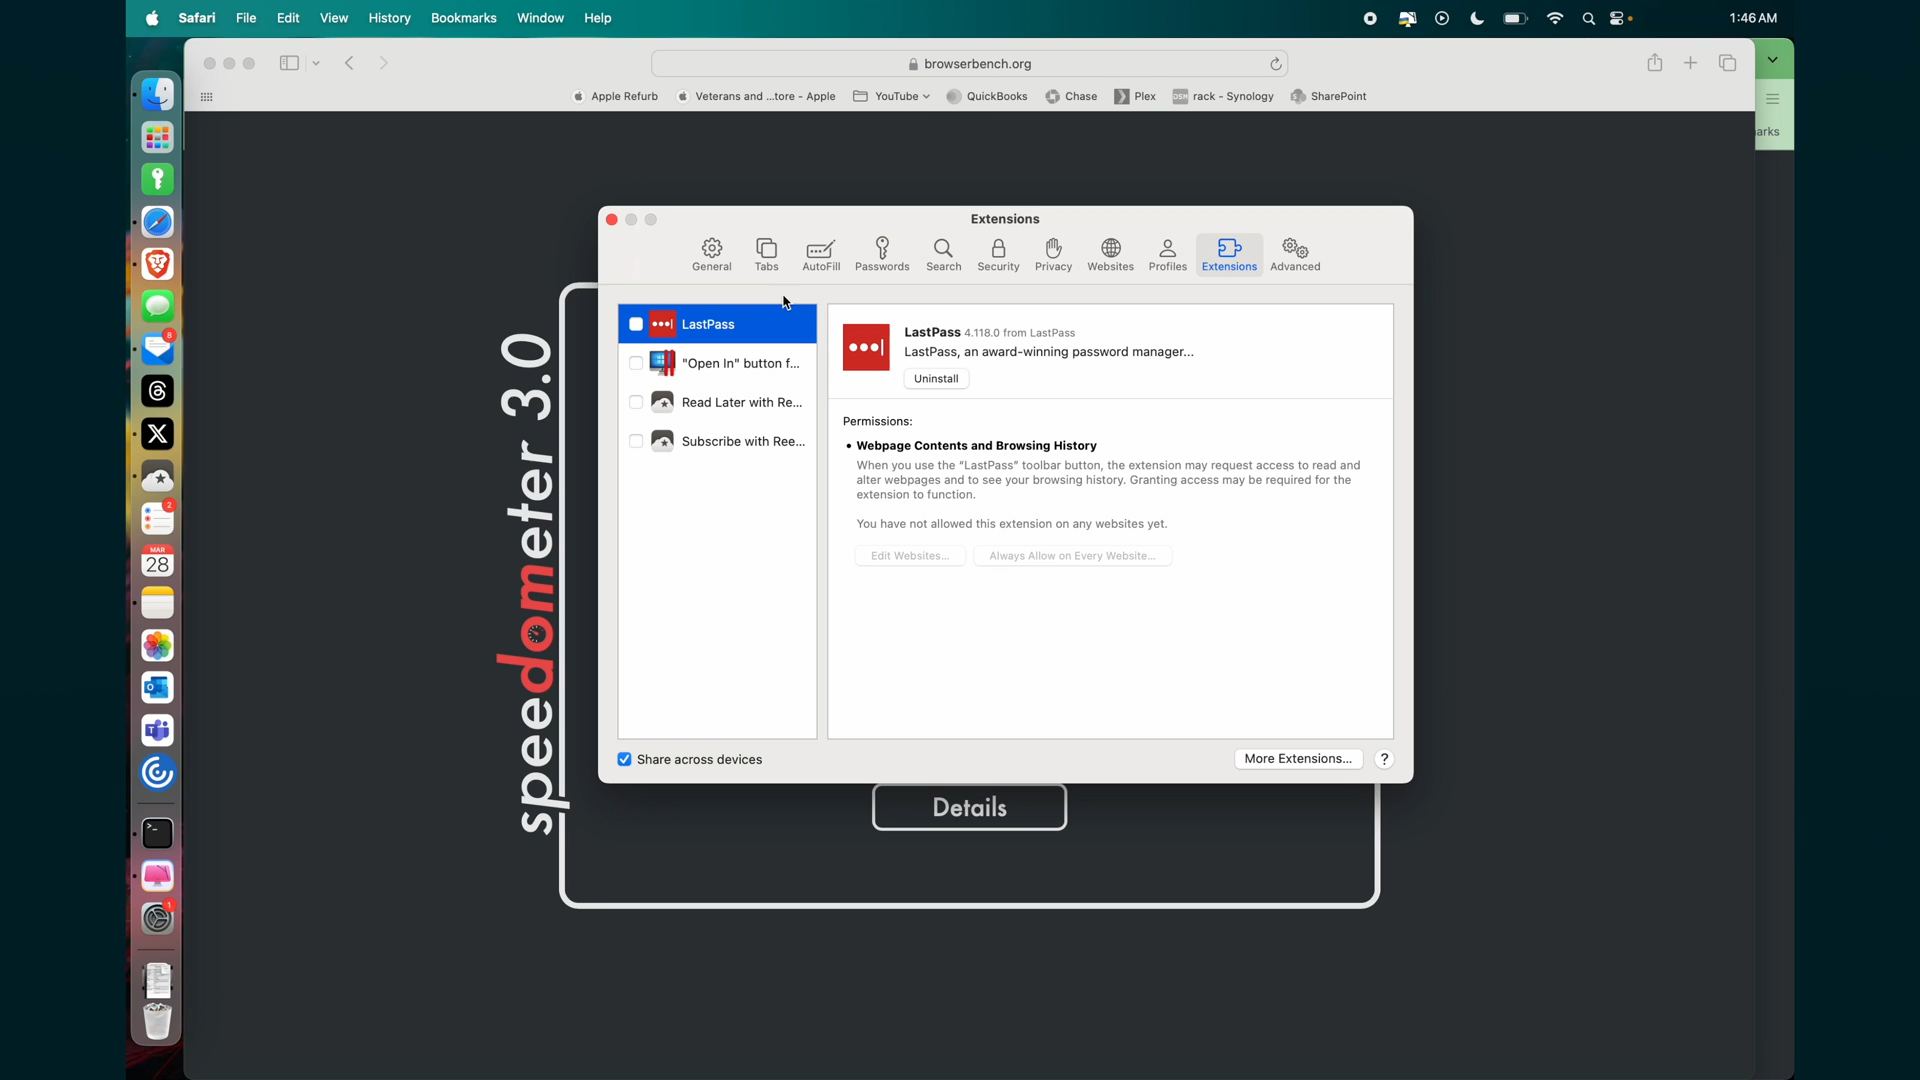 Safari File Edit View History Bookmarks Window Help
1:46 AM
browserbench.org
Apple Refurb Veterans and ...tore - Apple YouTube QuickBooks Chase Plex DSM rack - Synology SharePoint
arks
Extensions
General Tabs AutoFill Passwords Search Security Privacy Websites Profiles Extensions Advanced
LastPass
"Open In" button f...
Read Later with Re...
Subscribe with Ree...
LastPass 4.118.0 from LastPass
LastPass, an award-winning password manager...
Uninstall
Permissions:
• Webpage Contents and Browsing History
When you use the "LastPass" toolbar button, the extension may request access to read and
alter webpages and to see your browsing history. Granting access may be required for the
extension to function.
You have not allowed this extension on any websites yet.
Edit Websites... Always Allow on Every Website...
Share across devices
More Extensions... ?
speedometer 3.0
Details
8
2
MAR
28
1